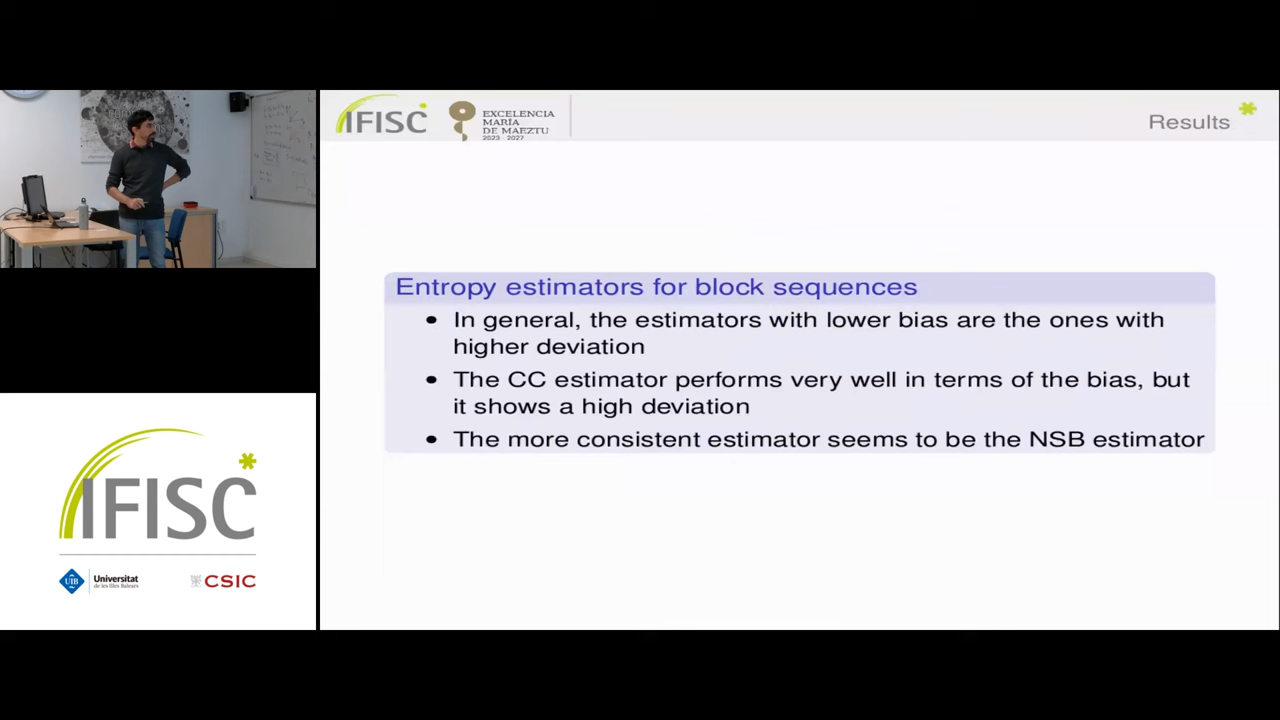 IFISC
EXCELENCIA
MARÍA
DE MAEZTU
2023 - 2027
Results
Entropy estimators for block sequences
• In general, the estimators with lower bias are the ones with
higher deviation
• The CC estimator performs very well in terms of the bias, but
it shows a high deviation
• The more consistent estimator seems to be the NSB estimator
IFISC
UIB
Universitat
de les Illes Balears
CSIC